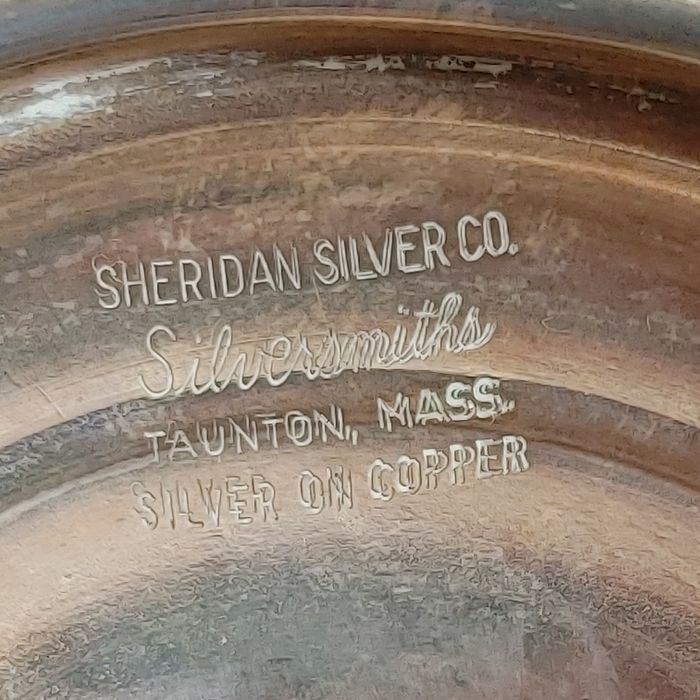 SHERIDAN SILVER CO.
Silversmiths
TAUNTON, MASS.
SILVER ON COPPER